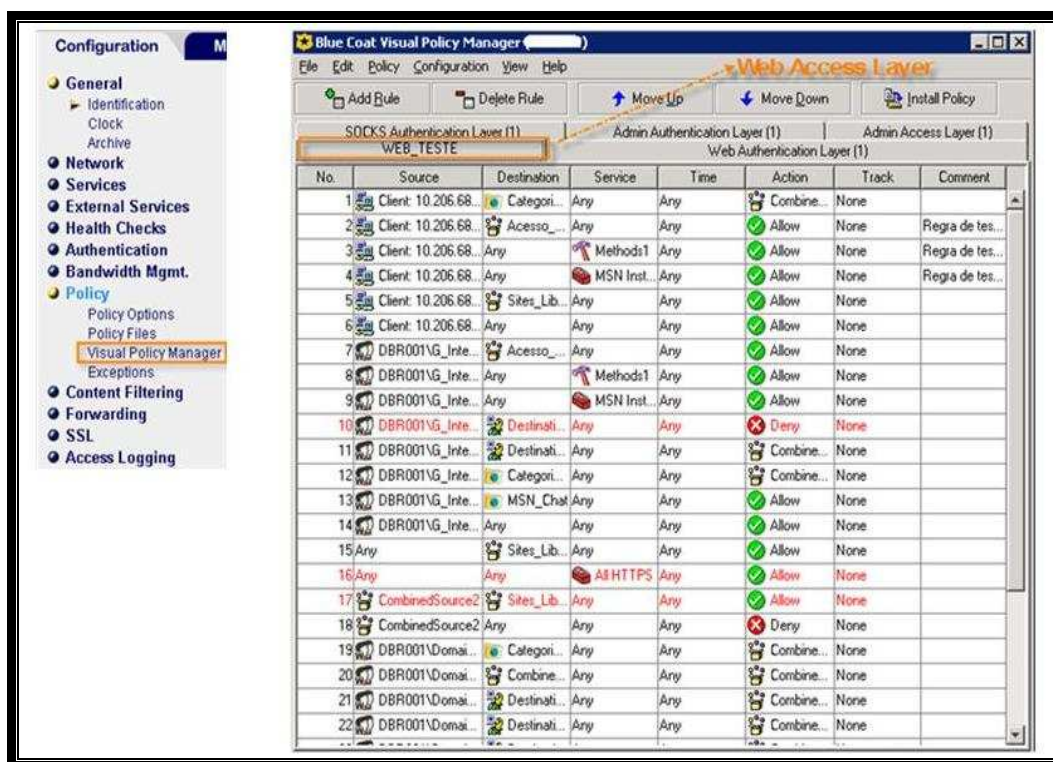 Configuration M
General
Identification
Clock
Archive
Network
Services
External Services
Health Checks
Authentication
Bandwidth Mgmt.
Policy
Policy Options
Policy Files
Visual Policy Manager
Exceptions
Content Filtering
Forwarding
SSL
Access Logging
Blue Coat Visual Policy Manager ( )
File Edit Policy Configuration View Help
Web Access Layer
Add Rule Delete Rule Move Up Move Down Install Policy
SOCKS Authentication Layer (1) Admin Authentication Layer (1) Admin Access Layer (1)
WEB_TESTE Web Authentication Layer (1)
No. Source Destination Service Time Action Track Comment
1 Client: 10.206.68... Categori... Any Any Combine... None
2 Client: 10.206.68... Acesso_... Any Any Allow None Regra de tes...
3 Client: 10.206.68... Any Methods1 Any Allow None Regra de tes...
4 Client: 10.206.68... Any MSN Inst... Any Allow None Regra de tes...
5 Client: 10.206.68... Sites_Lib... Any Any Allow None
6 Client: 10.206.68... Any Any Any Allow None
7 DBR001\G_Inte... Acesso_... Any Any Allow None
8 DBR001\G_Inte... Any Methods1 Any Allow None
9 DBR001\G_Inte... Any MSN Inst... Any Allow None
10 DBR001\G_Inte... Destinati... Any Any Deny None
11 DBR001\G_Inte... Destinati... Any Any Combine... None
12 DBR001\G_Inte... Categori... Any Any Combine... None
13 DBR001\G_Inte... MSN_Chat Any Any Allow None
14 DBR001\G_Inte... Any Any Any Allow None
15 Any Sites_Lib... Any Any Allow None
16 Any Any All HTTPS Any Allow None
17 CombinedSource2 Sites_Lib... Any Any Allow None
18 CombinedSource2 Any Any Any Deny None
19 DBR001\Domai... Categori... Any Any Combine... None
20 DBR001\Domai... Combine... Any Any Combine... None
21 DBR001\Domai... Destinati... Any Any Combine... None
22 DBR001\Domai... Destinati... Any Any Combine... None